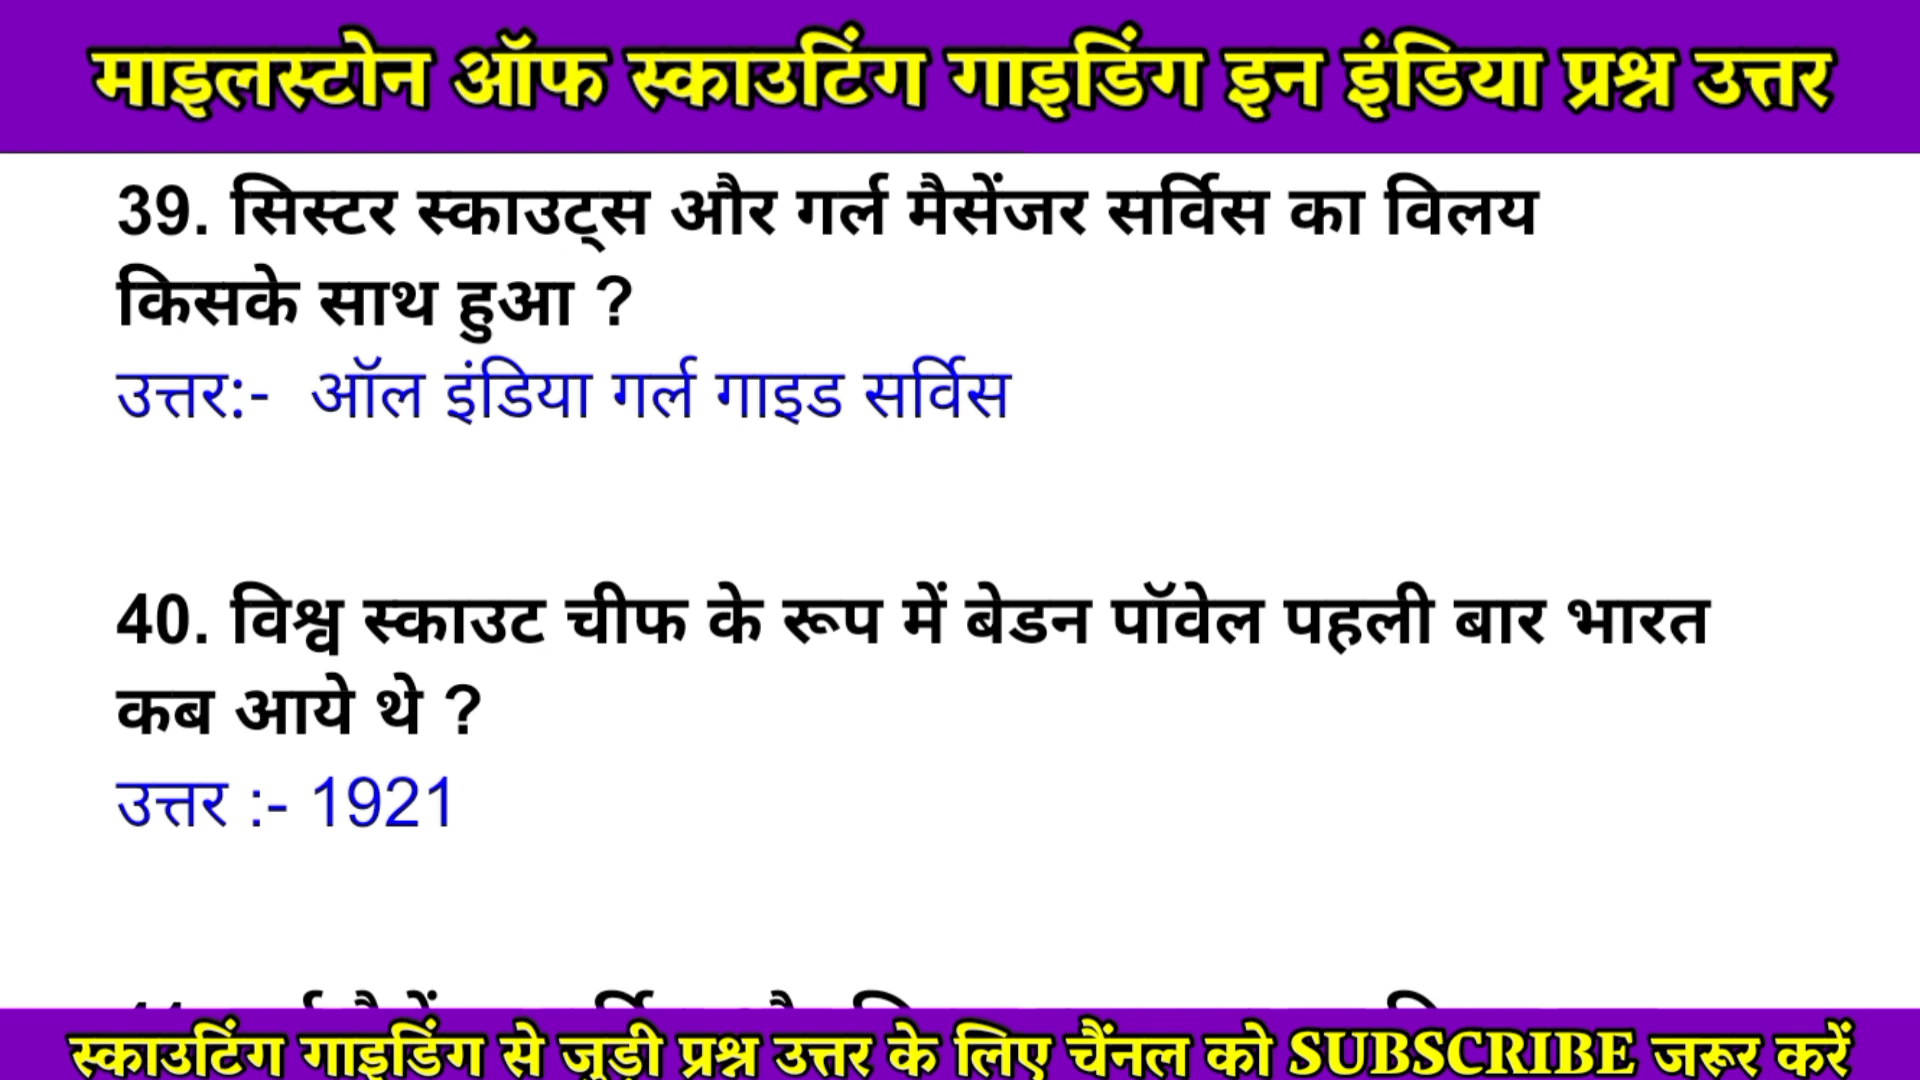 माइलस्टोन ऑफ स्काउटिंग गाइडिंग इन इंडिया प्रश्न उत्तर
39. सिस्टर स्काउट्स और गर्ल मैसेंजर सर्विस का विलय
किसके साथ हुआ ?
उत्तर:- ऑल इंडिया गर्ल गाइड सर्विस
40. विश्व स्काउट चीफ के रूप में बेडन पॉवेल पहली बार भारत
कब आये थे ?
उत्तर :- 1921
स्काउटिंग गाइडिंग से जुड़ी प्रश्न उत्तर के लिए चैंनल को SUBSCRIBE जरूर करें